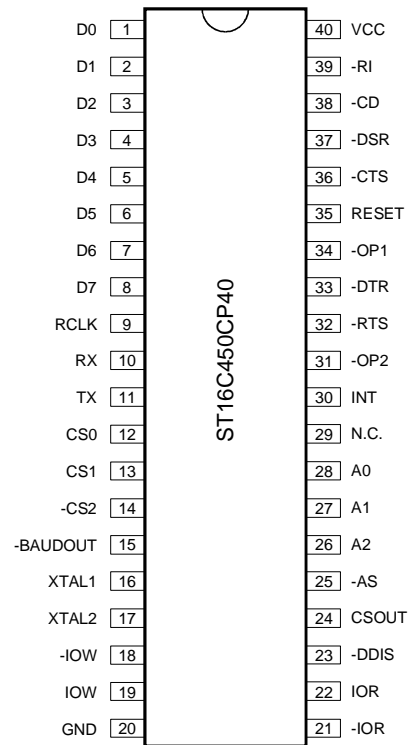 D0 1 40 VCC
D1 2 39 -RI
D2 3 38 -CD
D3 4 37 -DSR
D4 5 36 -CTS
D5 6 35 RESET
D6 7 34 -OP1
D7 8 33 -DTR
RCLK 9 32 -RTS
RX 10 31 -OP2
TX 11 30 INT
CS0 12 29 N.C.
CS1 13 28 A0
-CS2 14 27 A1
-BAUDOUT 15 26 A2
XTAL1 16 25 -AS
XTAL2 17 24 CSOUT
-IOW 18 23 -DDIS
IOW 19 22 IOR
GND 20 21 -IOR
ST16C450CP40